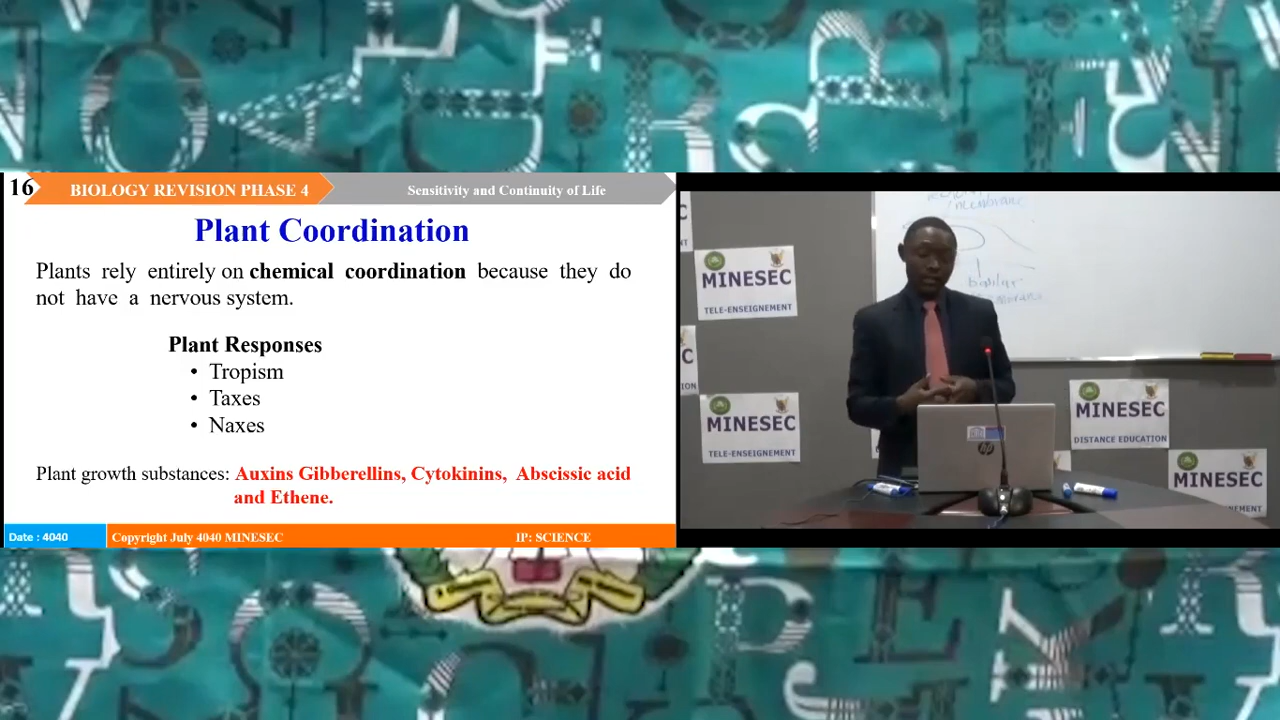 16
BIOLOGY REVISION PHASE 4
Sensitivity and Continuity of Life
Plant Coordination
Plants rely entirely on chemical coordination because they do
not have a nervous system.
Plant Responses
• Tropism
• Taxes
• Naxes
Plant growth substances: Auxins Gibberellins, Cytokinins, Abscissic acid
and Ethene.
Date : 4040
Copyright July 4040 MINESEC
IP: SCIENCE
MINESEC
TELE-ENSEIGNEMENT
MINESEC
TELE-ENSEIGNEMENT
MINESEC
DISTANCE EDUCATION
MINESEC
hp